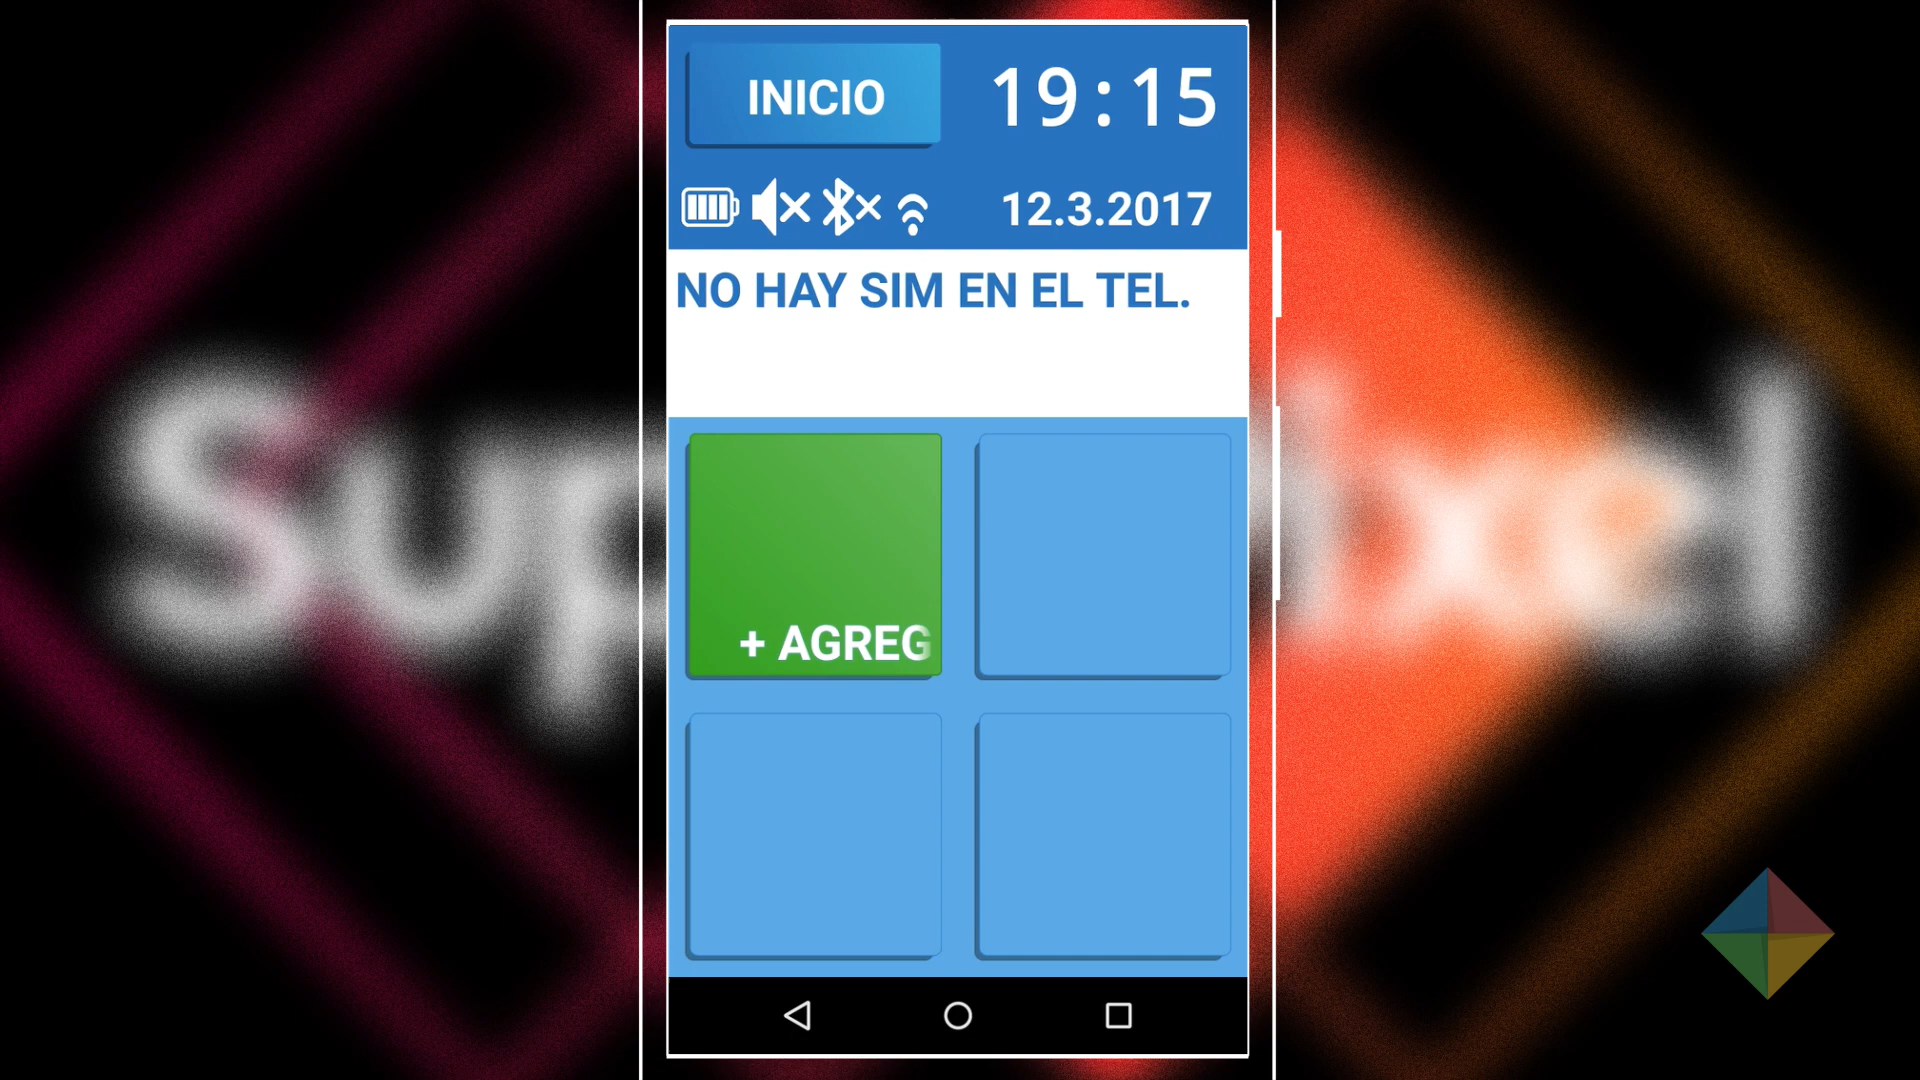 INICIO
19:15
12.3.2017
NO HAY SIM EN EL TEL.
+ AGREG